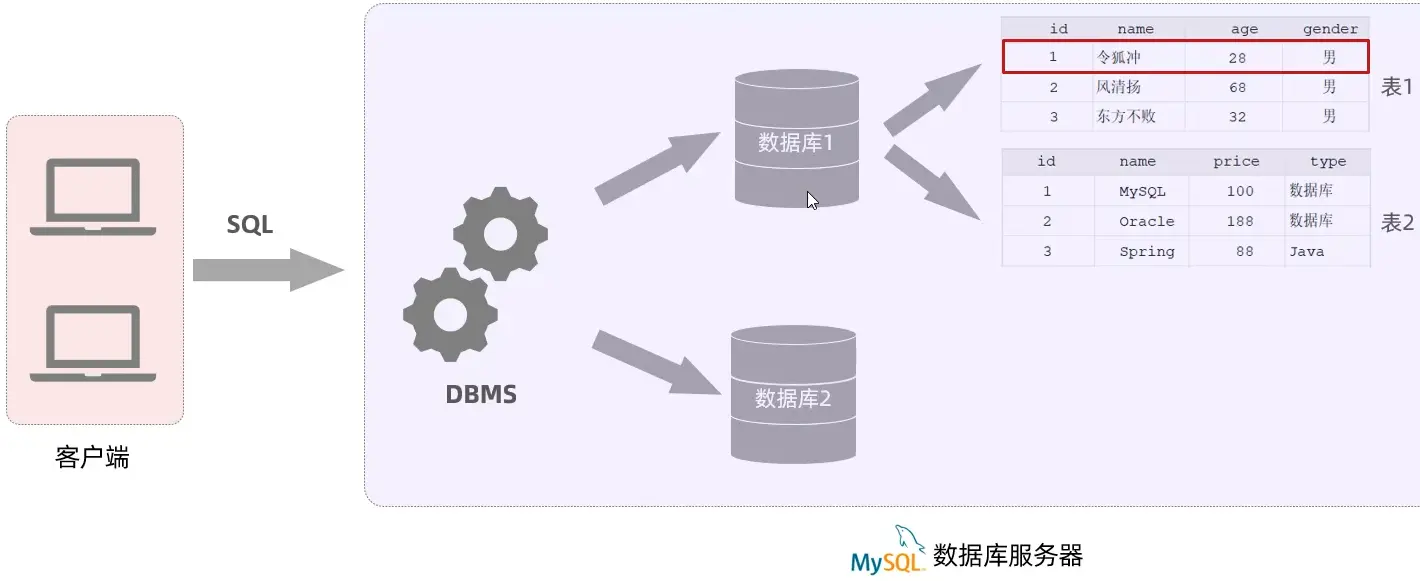 id name age gender
1 令狐冲 28 男
2 风清扬 68 男
3 东方不败 32 男
表1
id name price type
1 MySQL 100 数据库
2 Oracle 188 数据库
3 Spring 88 Java
表2
数据库1
SQL
DBMS
数据库2
客户端
MySQL 数据库服务器